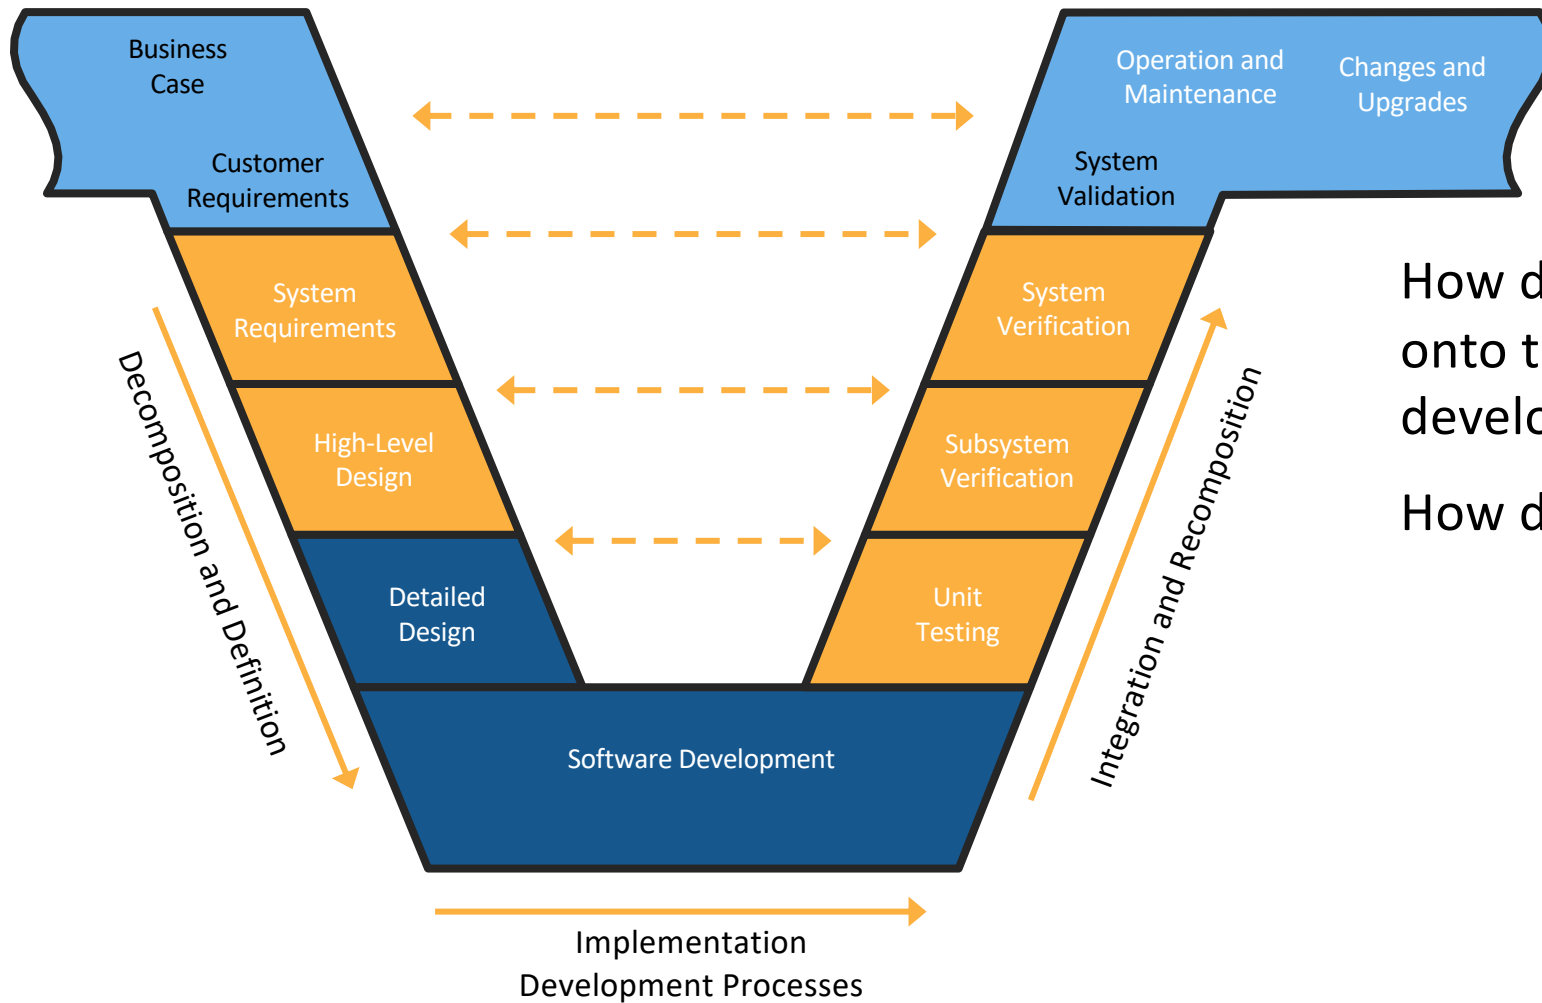 Business
Case
Customer
Requirements
System
Requirements
High-Level
Design
Detailed
Design
Software Development
Operation and
Maintenance
Changes and
Upgrades
System
Validation
System
Verification
Subsystem
Verification
Unit
Testing
Decomposition and Definition
Integration and Recomposition
Implementation
Development Processes
How
onto
How